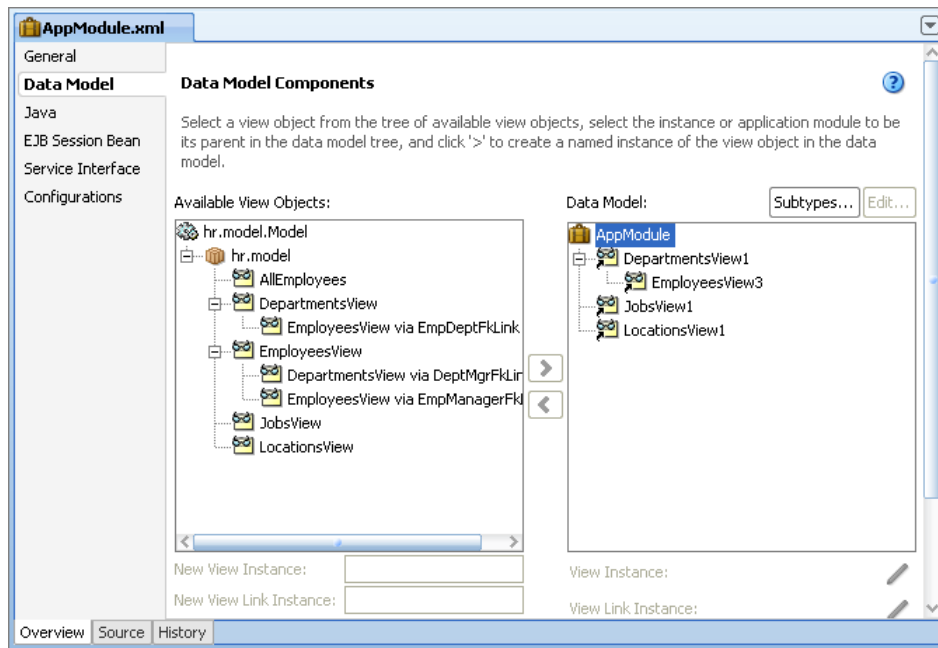 AppModule.xml
General
Data Model
Java
EJB Session Bean
Service Interface
Configurations
Data Model Components
Select a view object from the tree of available view objects, select the instance or application module to be
its parent in the data model tree, and click '>' to create a named instance of the view object in the data
model.
Available View Objects:
hr.model.Model
hr.model
AllEmployees
DepartmentsView
EmployeesView via EmpDeptFkLink
EmployeesView
DepartmentsView via DeptMgrFkLin
EmployeesView via EmpManagerFkl
JobsView
LocationsView
New View Instance:
New View Link Instance:
Data Model:
Subtypes...
Edit...
AppModule
DepartmentsView1
EmployeesView3
JobsView1
LocationsView1
View Instance:
View Link Instance:
Overview
Source
History